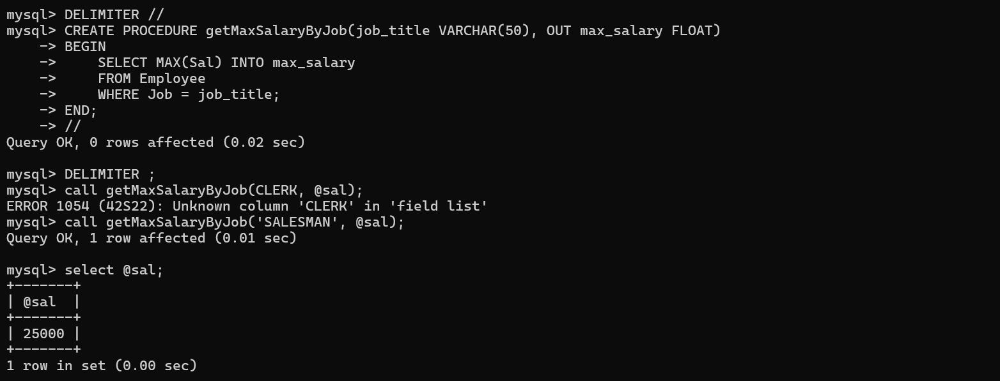 mysql> DELIMITER //
mysql> CREATE PROCEDURE getMaxSalaryByJob(job_title VARCHAR(50), OUT max_salary FLOAT)
    -> BEGIN
    ->     SELECT MAX(Sal) INTO max_salary
    ->     FROM Employee
    ->     WHERE Job = job_title;
    -> END;
    -> //
Query OK, 0 rows affected (0.02 sec)

mysql> DELIMITER ;
mysql> call getMaxSalaryByJob(CLERK, @sal);
ERROR 1054 (42S22): Unknown column 'CLERK' in 'field list'
mysql> call getMaxSalaryByJob('SALESMAN', @sal);
Query OK, 1 row affected (0.01 sec)

mysql> select @sal;
+-------+
| @sal  |
+-------+
| 25000 |
+-------+
1 row in set (0.00 sec)